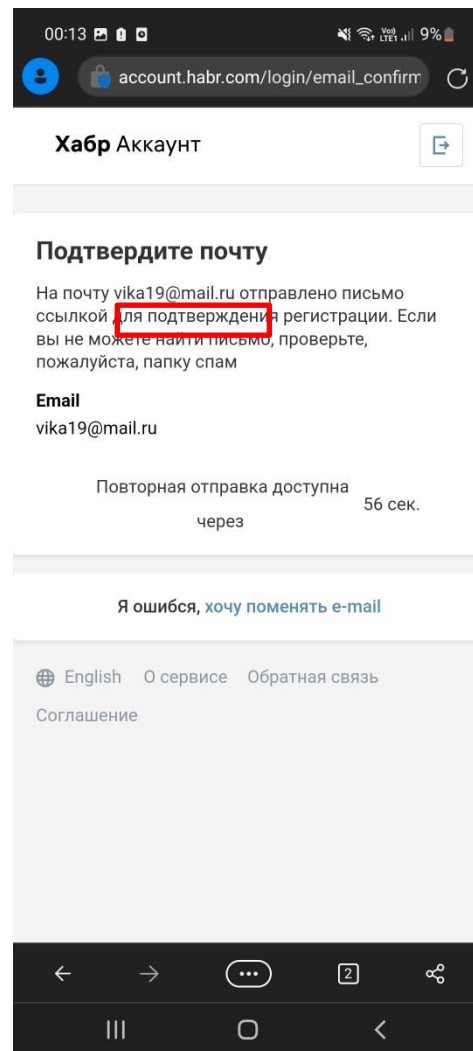 00:13 Vo)) LTE1 9%
account.habr.com/login/email_confirm
Хабр Аккаунт
Подтвердите почту
На почту vika19@mail.ru отправлено письмо
ссылкой для подтверждения регистрации. Если
вы не можете найти письмо, проверьте,
пожалуйста, папку спам
Email
vika19@mail.ru
Повторная отправка доступна
через
56 сек.
Я ошибся, хочу поменять e-mail
English О сервисе Обратная связь
Соглашение
2